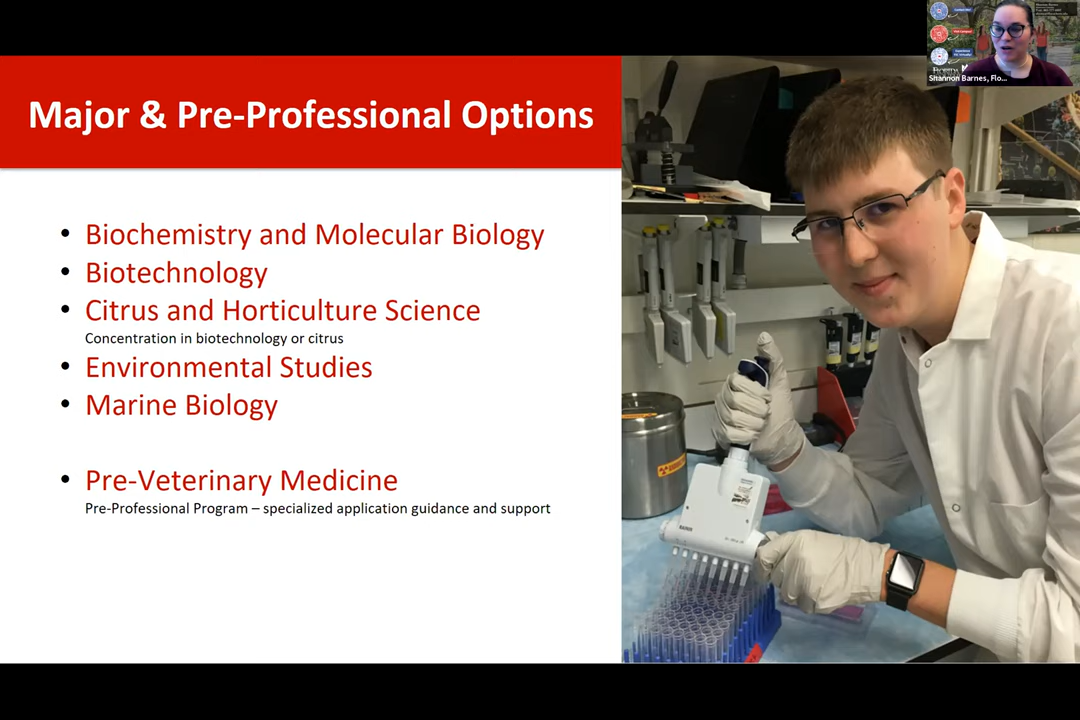 Major & Pre-Professional Options
Biochemistry and Molecular Biology
Biotechnology
Citrus and Horticulture Science
Concentration in biotechnology or citrus
Environmental Studies
Marine Biology
Pre-Veterinary Medicine
Pre-Professional Program – specialized application guidance and support
Shannon Barnes, Flo...